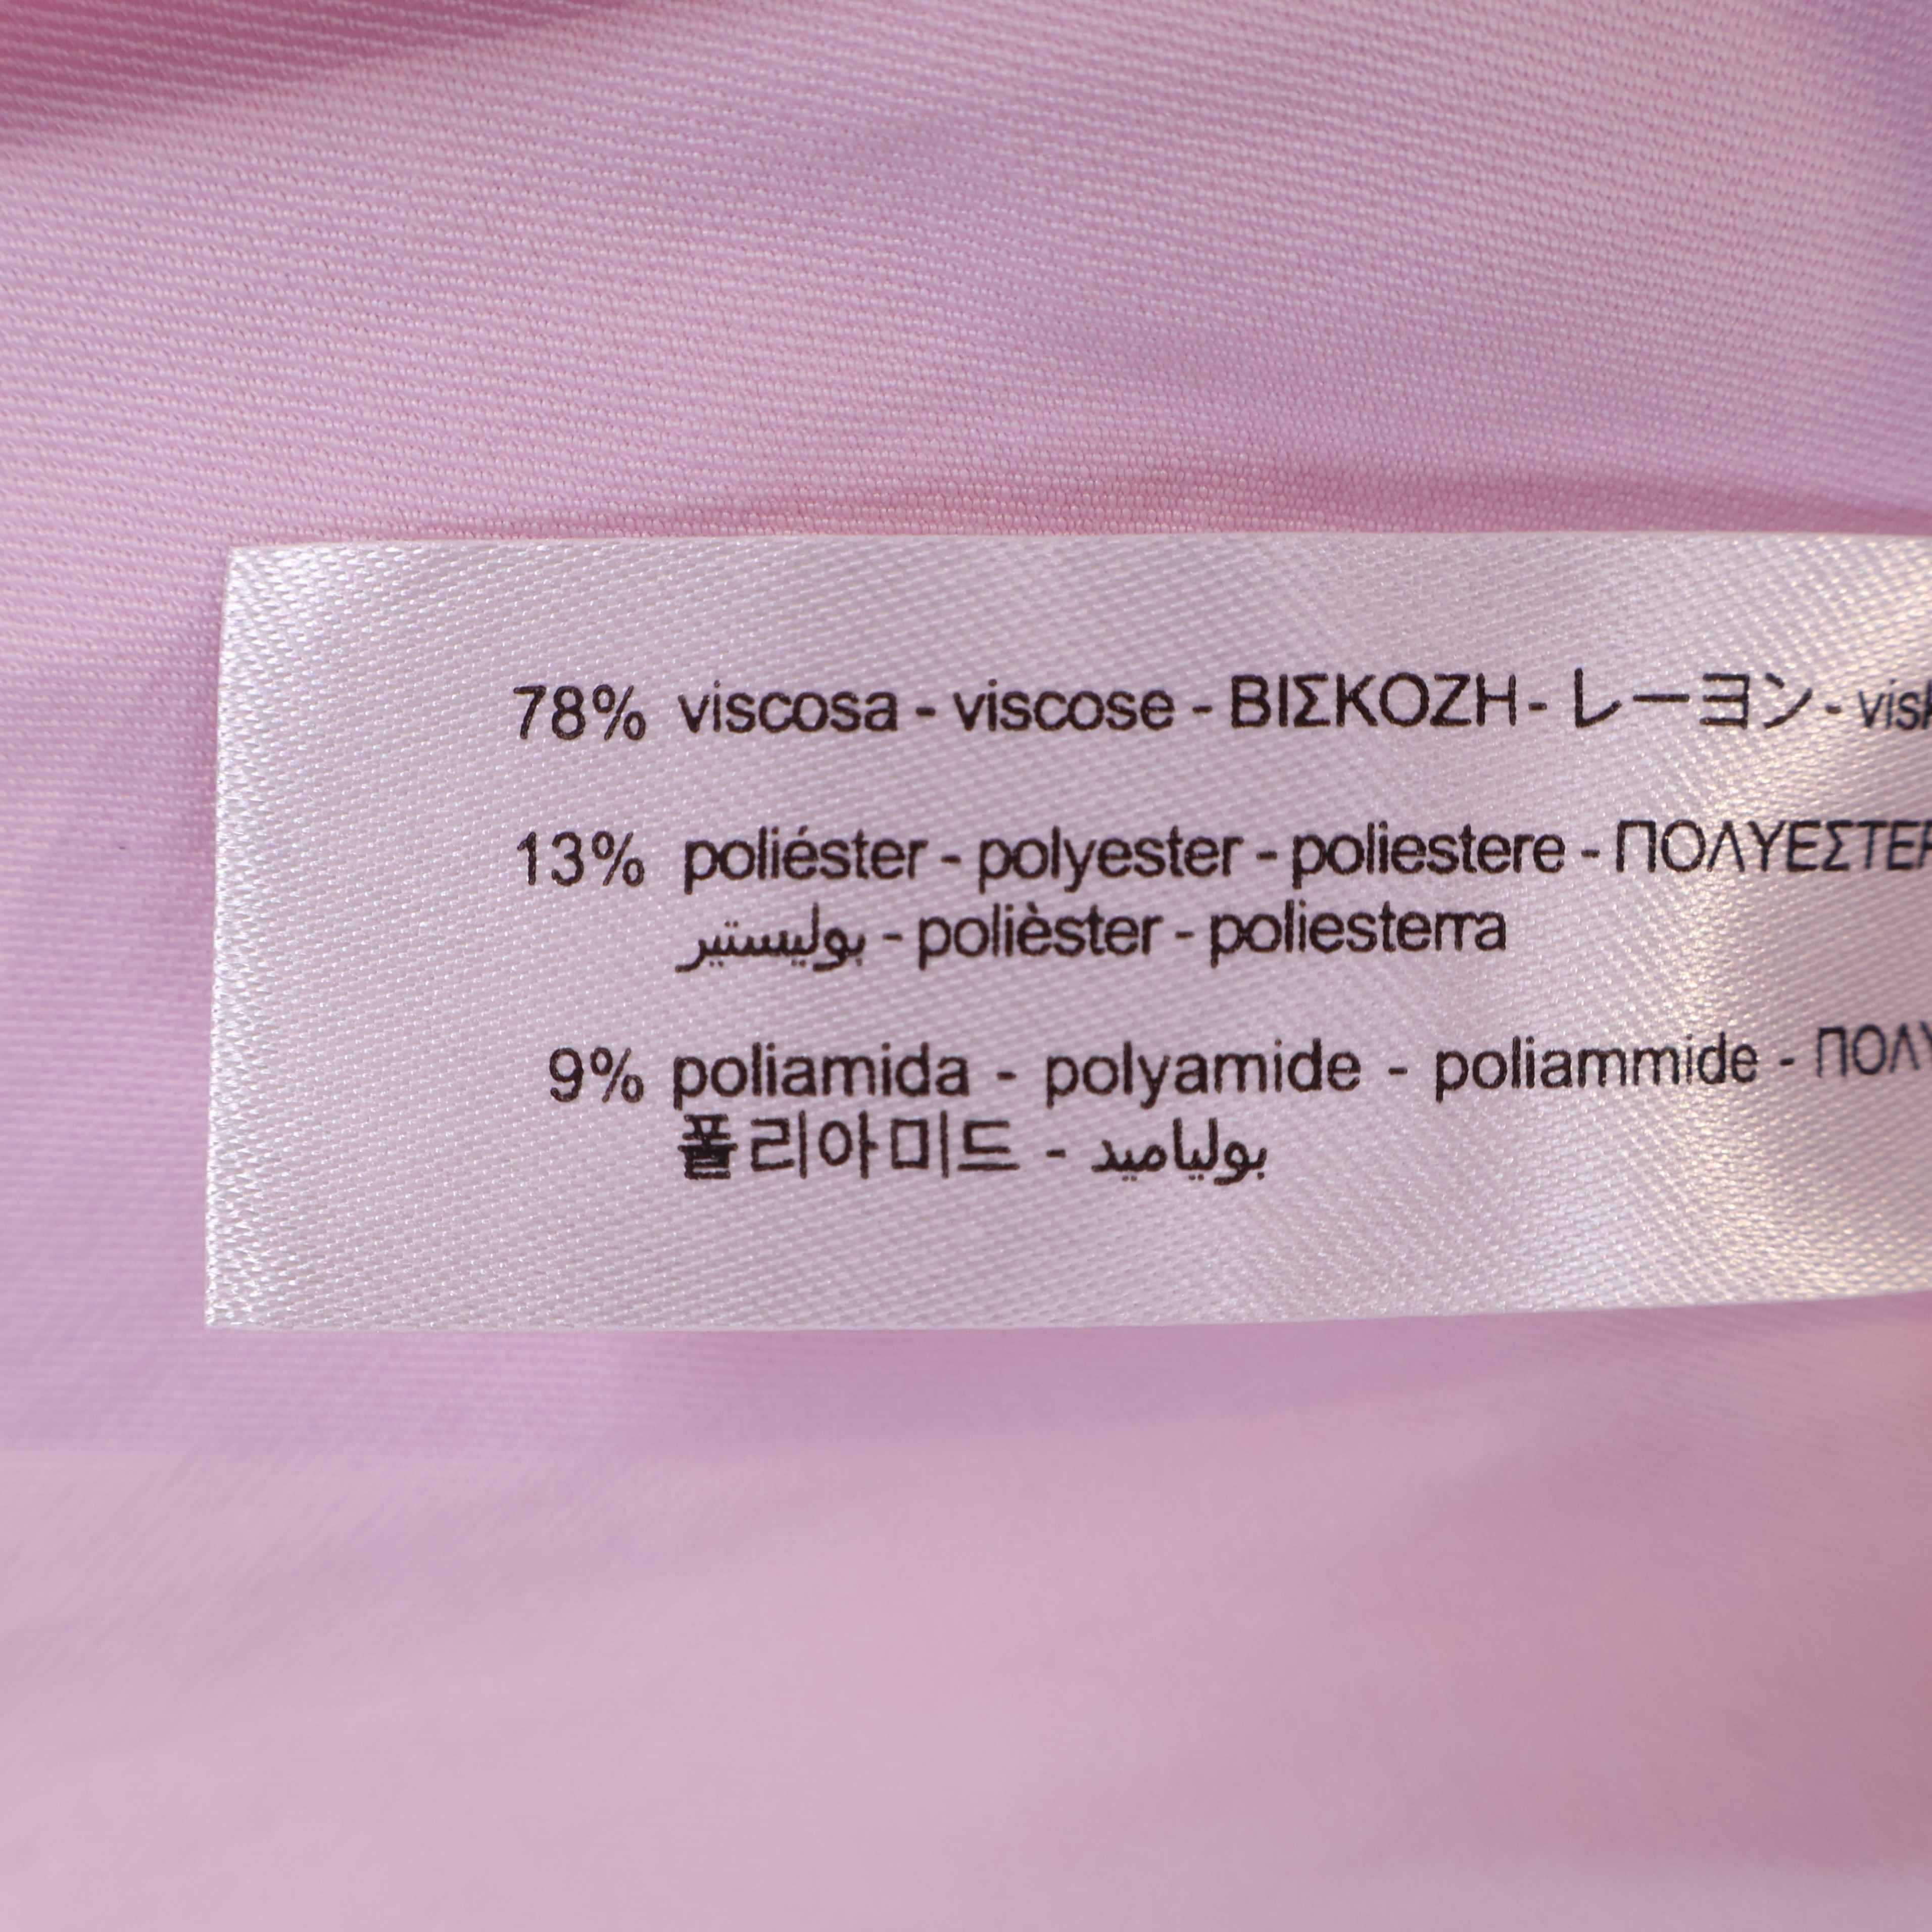 78% viscosa - viscose - ΒΙΣΚΟΖΗ - レーヨン -
13% poliéster - polyester - poliestere -
بوليستير - polièster - poliesterra
9% poliamida - polyamide - poliammide -
폴리아미드 - بولياميد